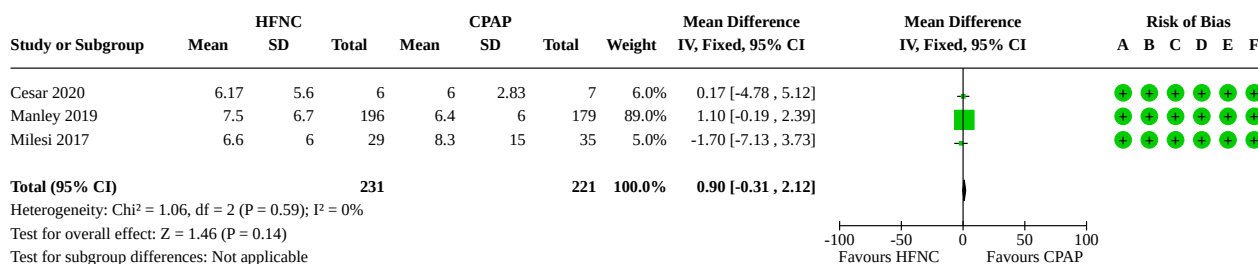 HFNC CPAP Mean Difference Mean Difference Risk of Bias
Study or Subgroup Mean SD Total Mean SD Total Weight IV, Fixed, 95% CI IV, Fixed, 95% CI A B C D E F
Cesar 2020 6.17 5.6 6 6 2.83 7 6.0% 0.17 [-4.78 , 5.12] + + + + + +
Manley 2019 7.5 6.7 196 6.4 6 179 89.0% 1.10 [-0.19 , 2.39] + + + + + +
Milesi 2017 6.6 6 29 8.3 15 35 5.0% -1.70 [-7.13 , 3.73] + + + + + +
Total (95% CI) 231 221 100.0% 0.90 [-0.31 , 2.12]
Heterogeneity: Chi² = 1.06, df = 2 (P = 0.59); I² = 0%
Test for overall effect: Z = 1.46 (P = 0.14) -100 -50 0 50 100
Test for subgroup differences: Not applicable Favours HFNC Favours CPAP